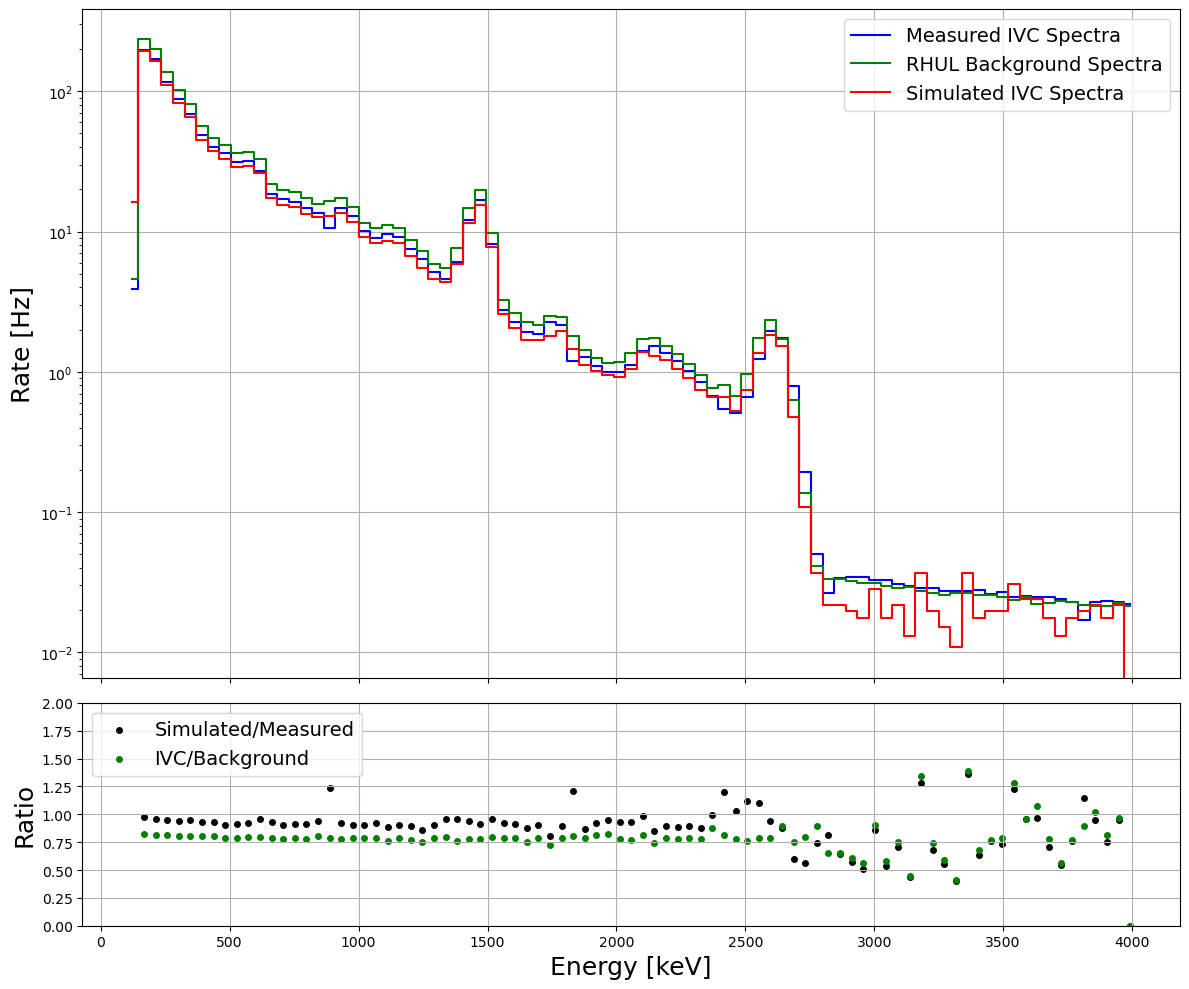 Measured IVC Spectra
RHUL Background Spectra
Simulated IVC Spectra
Rate [Hz]
10²
10¹
10⁰
10⁻¹
10⁻²
Simulated/Measured
IVC/Background
Ratio
2.00
1.75
1.50
1.25
1.00
0.75
0.50
0.25
0.00
0 500 1000 1500 2000 2500 3000 3500 4000
Energy [keV]